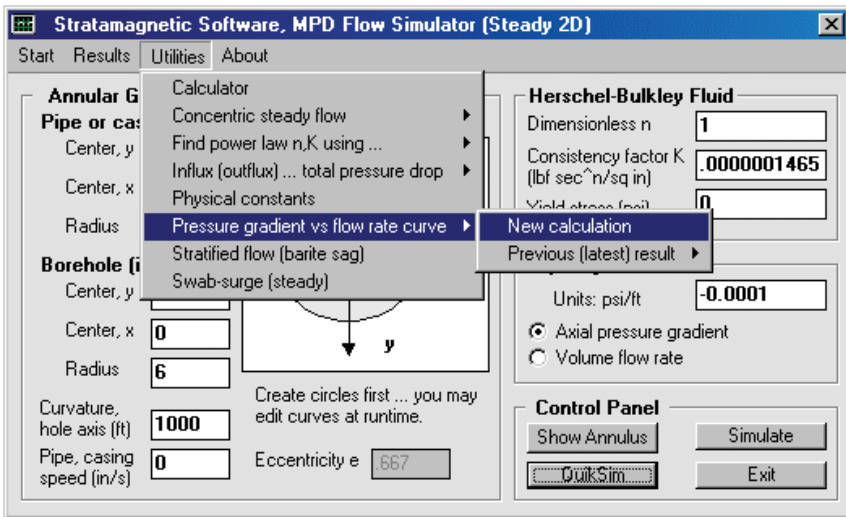 Stratamagnetic Software, MPD Flow Simulator (Steady 2D)
Start Results Utilities About
Calculator
Concentric steady flow
Find power law n,K using ...
Influx (outflux) ... total pressure drop
Physical constants
Pressure gradient vs flow rate curve
Stratified flow (barite sag)
Swab-surge (steady)
New calculation
Previous (latest) result
Annular G
Pipe or cas
Center, y
Center, x
Radius
Borehole (i
Center, y
Center, x 0
Radius 6
Curvature,
hole axis (ft) 1000
Pipe, casing
speed (in/s) 0
y
Create circles first ... you may
edit curves at runtime.
Eccentricity e .667
Herschel-Bulkley Fluid
Dimensionless n 1
Consistency factor K
(lbf sec^n/sq in) .0000001465
Yield stress (psi) 0
Units: psi/ft -0.0001
Axial pressure gradient
Volume flow rate
Control Panel
Show Annulus Simulate
QuikSim Exit